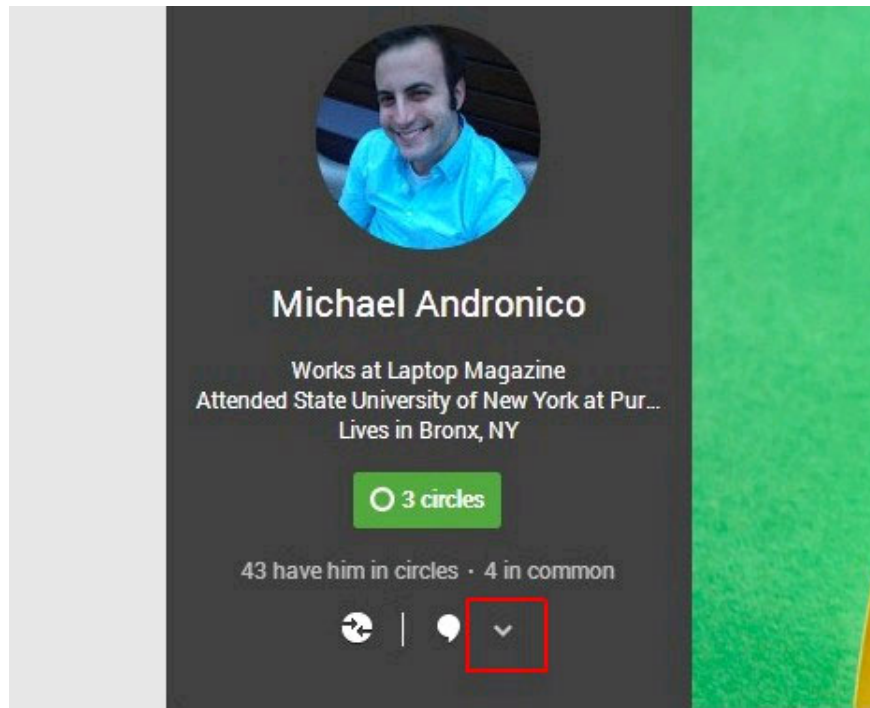 Michael Andronico
Works at Laptop Magazine
Attended State University of New York at Pur...
Lives in Bronx, NY
3 circles
43 have him in circles · 4 in common